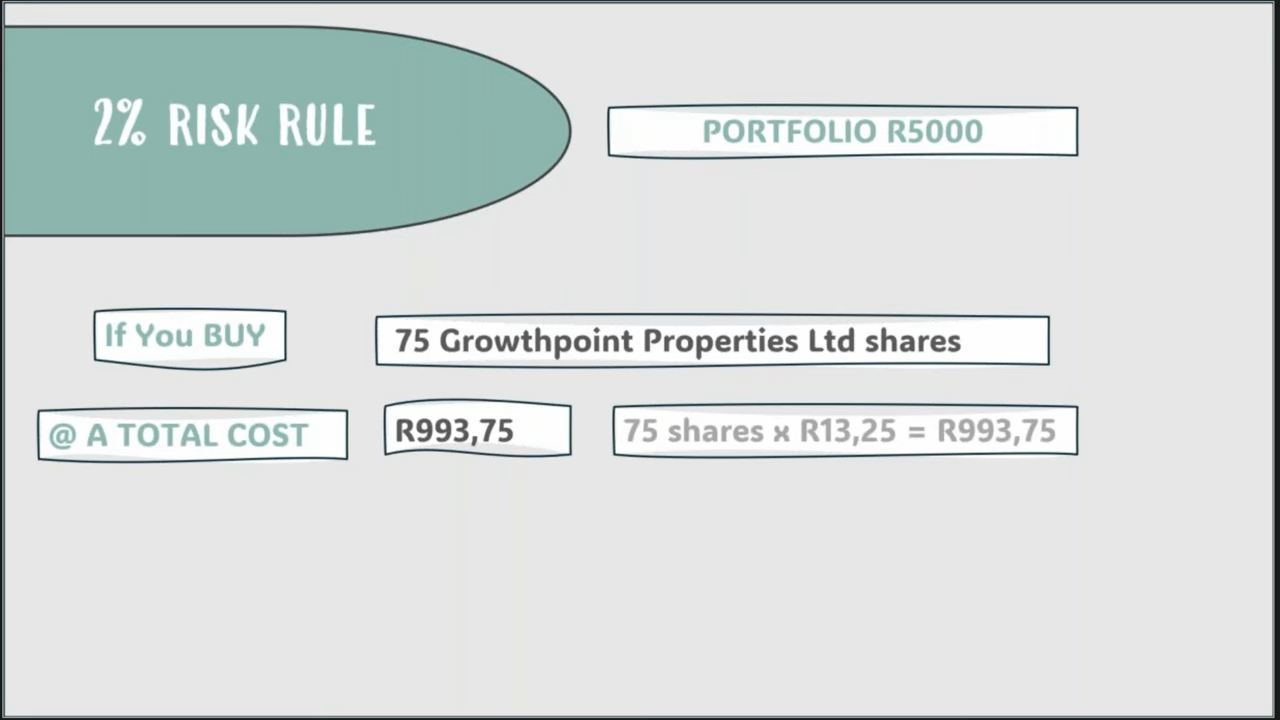 2% RISK RULE
PORTFOLIO R5000
If You BUY
75 Growthpoint Properties Ltd shares
@ A TOTAL COST
R993,75
75 shares x R13,25 = R993,75